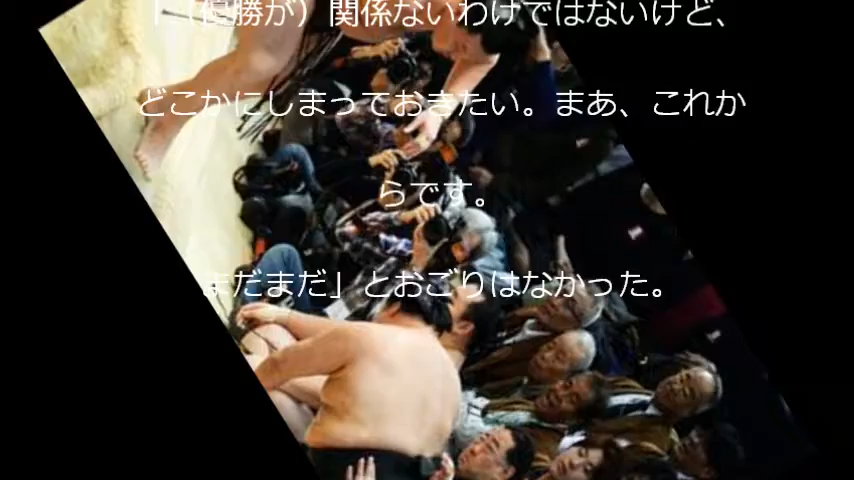 「（優勝が）関係ないわけではないけど、
どこかにしまっておきたい。まあ、これか
らです。
まだまだ」とおごりはなかった。